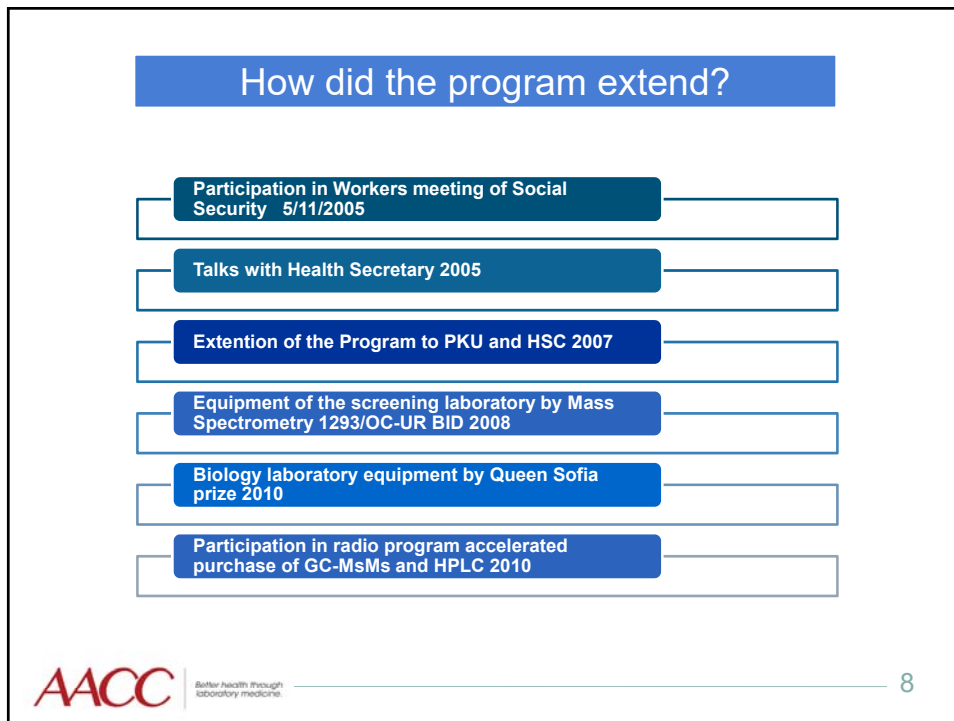 How did the program extend?
Participation in Workers meeting of Social
Security 5/11/2005
Talks with Health Secretary 2005
Extention of the Program to PKU and HSC 2007
Equipment of the screening laboratory by Mass
Spectrometry 1293/OC-UR BID 2008
Biology laboratory equipment by Queen Sofia
prize 2010
Participation in radio program accelerated
purchase of GC-MsMs and HPLC 2010
AACC
Better health through
laboratory medicine.
8